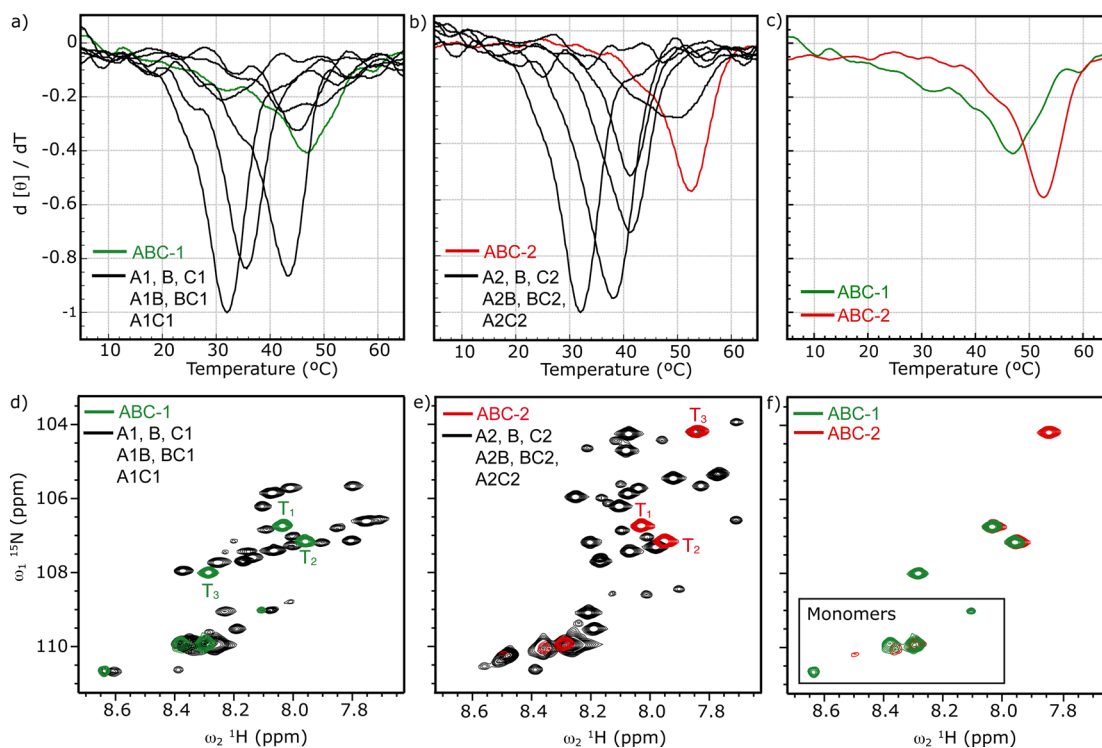 a)
b)
c)
0
-0.2
-0.4
-0.6
-0.8
-1
d [θ] / dT
ABC-1
A1, B, C1
A1B, BC1
A1C1
ABC-2
A2, B, C2
A2B, BC2,
A2C2
ABC-1
ABC-2
10 20 30 40 50 60
10 20 30 40 50 60
10 20 30 40 50 60
Temperature (ºC)
Temperature (ºC)
Temperature (ºC)
d)
e)
f)
ABC-1
A1, B, C1
A1B, BC1
A1C1
T1
T2
T3
ABC-2
A2, B, C2
A2B, BC2,
A2C2
T3
T1
T2
ABC-1
ABC-2
Monomers
104
106
108
110
ω1 15N (ppm)
8.6 8.4 8.2 8.0 7.8
8.6 8.4 8.2 8.0 7.8
8.6 8.4 8.2 8.0 7.8
ω2 1H (ppm)
ω2 1H (ppm)
ω2 1H (ppm)